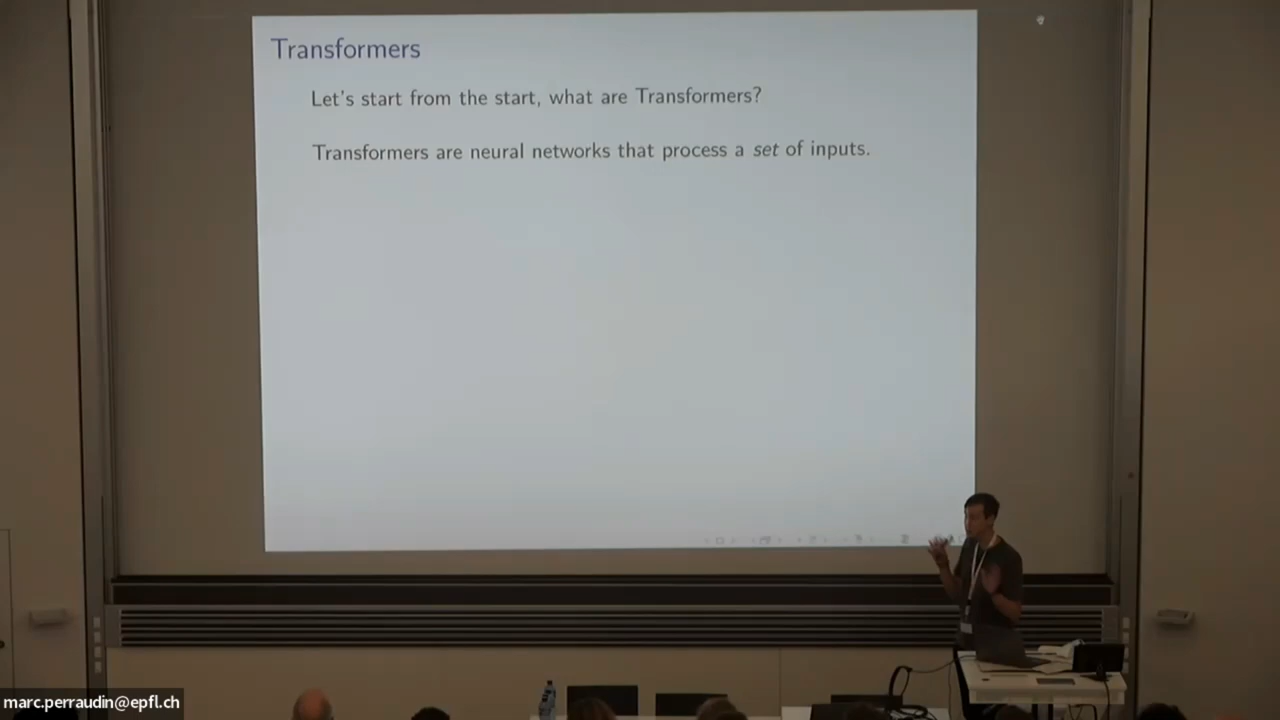 Transformers
Let's start from the start, what are Transformers?
Transformers are neural networks that process a set of inputs.
marc.perraudin@epfl.ch